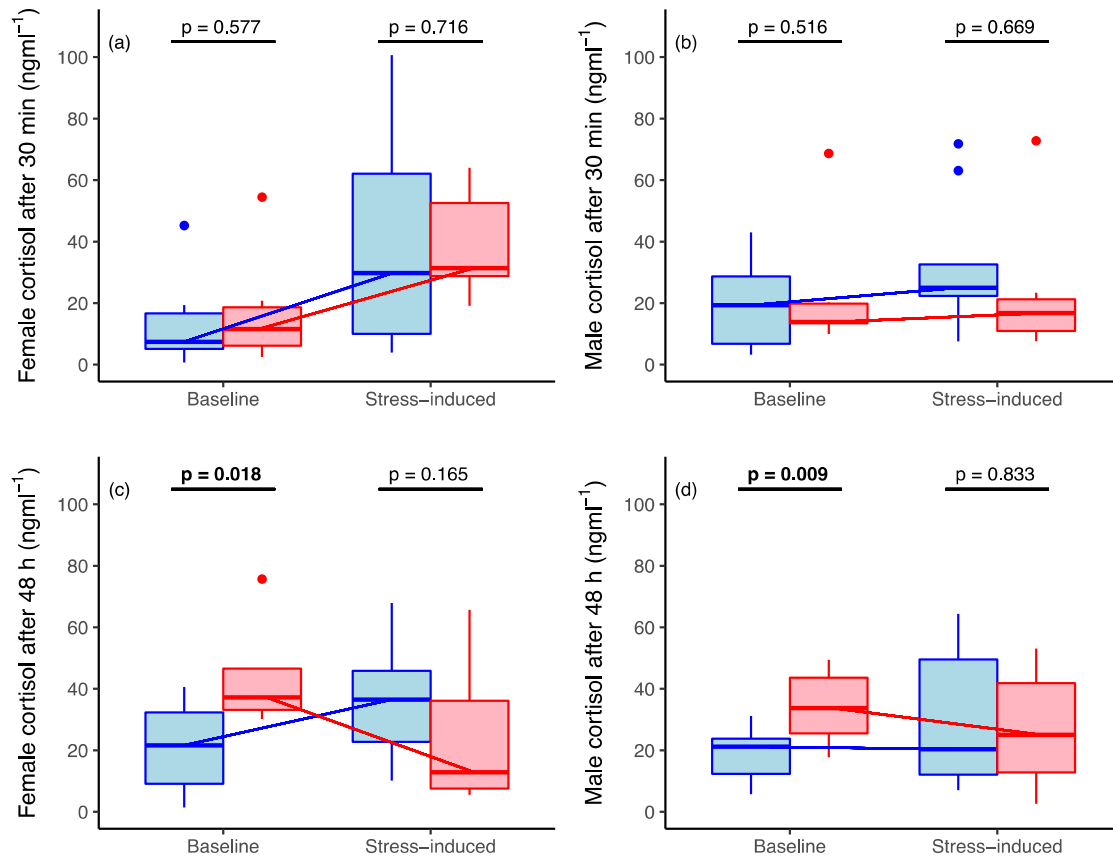 p = 0.577
p = 0.716
(a)
Female cortisol after 30 min (ngml⁻¹)
100
80
60
40
20
0
Baseline
Stress−induced
p = 0.516
p = 0.669
(b)
Male cortisol after 30 min (ngml⁻¹)
100
80
60
40
20
0
Baseline
Stress−induced
p = 0.018
p = 0.165
(c)
Female cortisol after 48 h (ngml⁻¹)
100
80
60
40
20
0
Baseline
Stress−induced
p = 0.009
p = 0.833
(d)
Male cortisol after 48 h (ngml⁻¹)
100
80
60
40
20
0
Baseline
Stress−induced